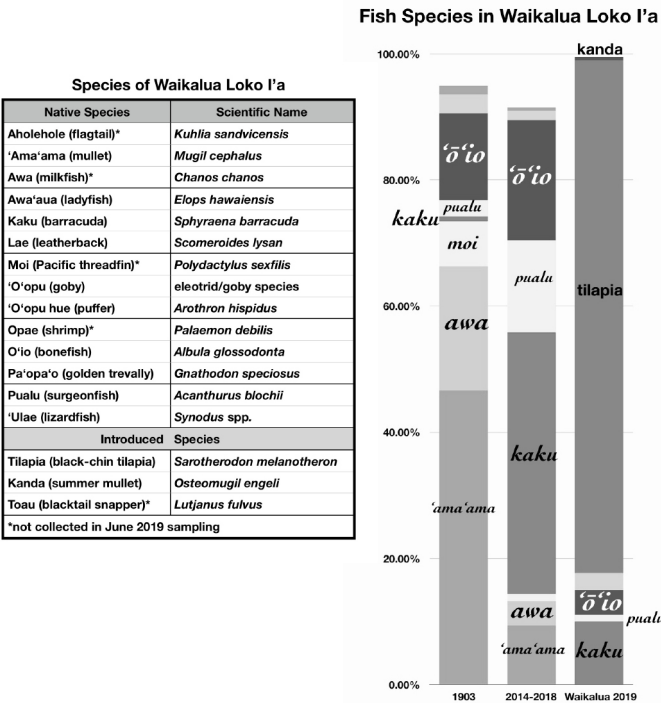 Fish Species in Waikalua Loko I’a
Species of Waikalua Loko I’a
Native Species Scientific Name
Aholehole (flagtail)* Kuhlia sandvicensis
‘Ama‘ama (mullet) Mugil cephalus
Awa (milkfish)* Chanos chanos
Awa‘aua (ladyfish) Elops hawaiensis
Kaku (barracuda) Sphyraena barracuda
Lae (leatherback) Scomeroides lysan
Moi (Pacific threadfin)* Polydactylus sexfilis
‘O‘opu (goby) eleotrid/goby species
‘O‘opu hue (puffer) Arothron hispidus
Opae (shrimp)* Palaemon debilis
O‘io (bonefish) Albula glossodonta
Pa‘opa‘o (golden trevally) Gnathodon speciosus
Pualu (surgeonfish) Acanthurus blochii
‘Ulae (lizardfish) Synodus spp.
Introduced Species
Tilapia (black-chin tilapia) Sarotherodon melanotheron
Kanda (summer mullet) Osteomugil engeli
Toau (blacktail snapper)* Lutjanus fulvus
*not collected in June 2019 sampling
100.00%
80.00%
60.00%
40.00%
20.00%
0.00%
‘ō‘io
pualu
kaku
moi
awa
‘ama‘ama
1903
‘ō‘io
pualu
kaku
awa
‘ama‘ama
2014-2018
kanda
tilapia
‘ō‘io
pualu
kaku
Waikalua 2019